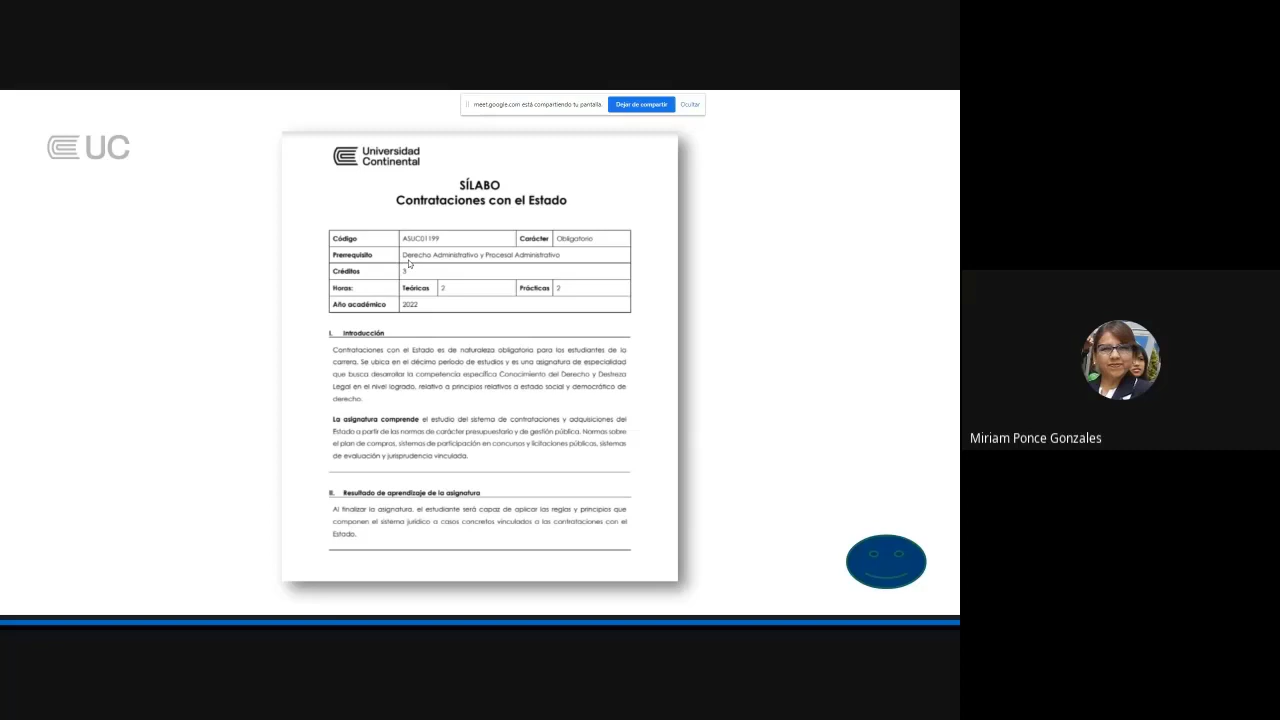 meet.google.com está compartiendo tu pantalla.
Dejar de compartir
Ocultar
UC
Universidad
Continental
SÍLABO
Contrataciones con el Estado
Código ASUC01199 Carácter Obligatorio
Prerrequisito Derecho Administrativo y Procesal Administrativo
Créditos 3
Horas: Teóricas 2 Prácticas 2
Año académico 2022
I. Introducción
Contrataciones con el Estado es de naturaleza obligatoria para los estudiantes de la
carrera. Se ubica en el décimo período de estudios y es una asignatura de especialidad
que busca desarrollar la competencia específica Conocimiento del Derecho y Destreza
Legal en el nivel logrado, relativo a principios relativos a estado social y democrático de
derecho.
La asignatura comprende el estudio del sistema de contrataciones y adquisiciones del
Estado a partir de las normas de carácter presupuestario y de gestión pública. Normas sobre
el plan de compras, sistemas de participación en concursos y licitaciones públicas, sistemas
de evaluación y jurisprudencia vinculada.
II. Resultado de aprendizaje de la asignatura
Al finalizar la asignatura, el estudiante será capaz de aplicar las reglas y principios que
componen el sistema jurídico a casos concretos vinculados a las contrataciones con el
Estado.
Miriam Ponce Gonzales